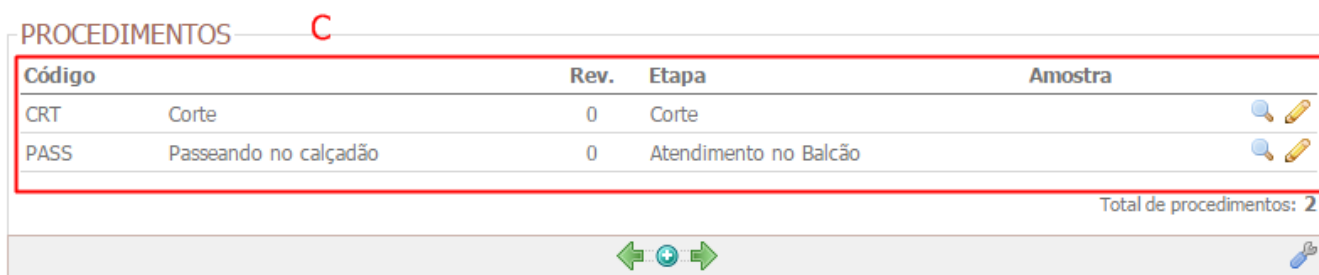 PROCEDIMENTOS C
Código Rev. Etapa Amostra
CRT Corte 0 Corte
PASS Passeando no calçadão 0 Atendimento no Balcão
Total de procedimentos: 2